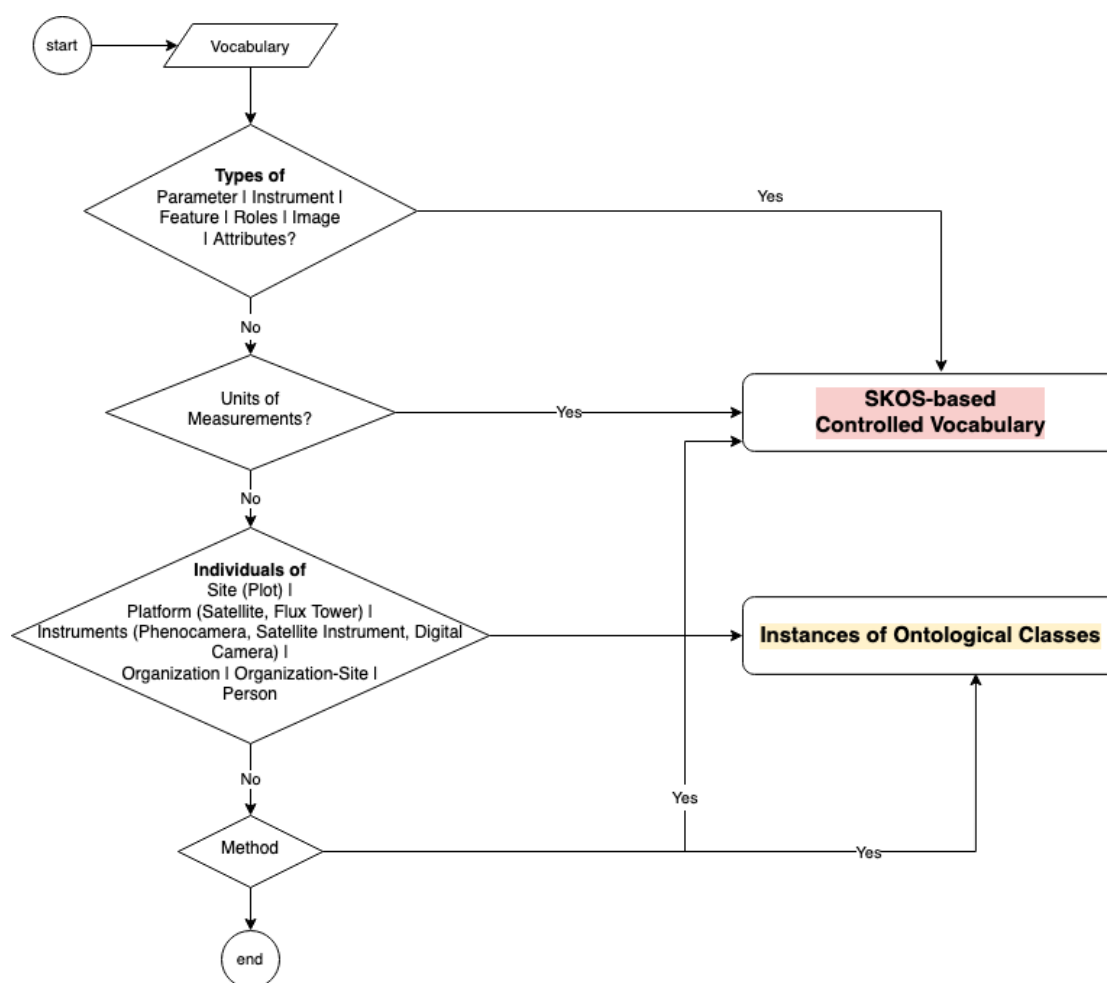 start
Vocabulary
Types of
Parameter | Instrument |
Feature | Roles | Image
| Attributes?
Yes
No
Units of
Measurements?
Yes
SKOS-based
Controlled Vocabulary
No
Individuals of
Site (Plot) |
Platform (Satellite, Flux Tower) |
Instruments (Phenocamera, Satellite Instrument, Digital
Camera) |
Organization | Organization-Site |
Person
Instances of Ontological Classes
No
Yes
Method
Yes
end